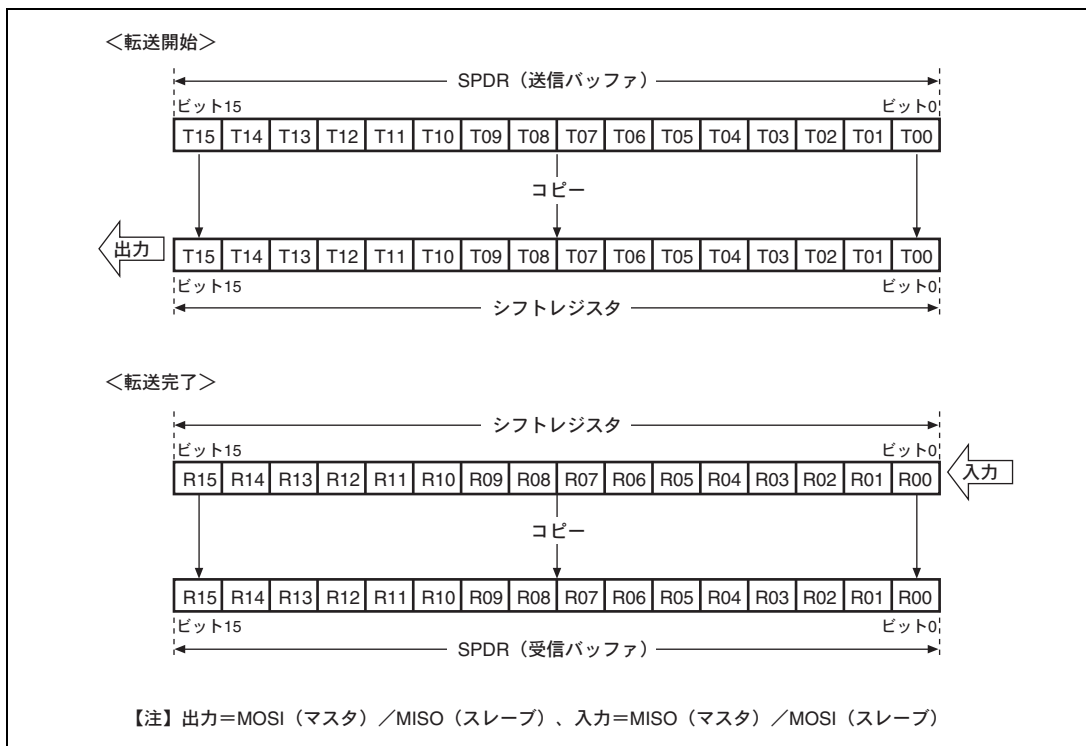 ＜転送開始＞
SPDR（送信バッファ）
ビット15 ビット0
T15 T14 T13 T12 T11 T10 T09 T08 T07 T06 T05 T04 T03 T02 T01 T00
コピー
出力
T15 T14 T13 T12 T11 T10 T09 T08 T07 T06 T05 T04 T03 T02 T01 T00
ビット15 ビット0
シフトレジスタ
＜転送完了＞
シフトレジスタ
ビット15 ビット0
R15 R14 R13 R12 R11 R10 R09 R08 R07 R06 R05 R04 R03 R02 R01 R00
入力
コピー
R15 R14 R13 R12 R11 R10 R09 R08 R07 R06 R05 R04 R03 R02 R01 R00
ビット15 ビット0
SPDR（受信バッファ）
【注】出力＝MOSI（マスタ）／MISO（スレーブ）、入力＝MISO（マスタ）／MOSI（スレーブ）